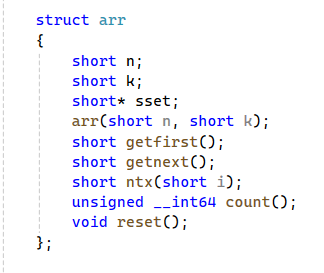 struct arr
{
short n;
short k;
short* sset;
arr(short n, short k);
short getfirst();
short getnext();
short ntx(short i);
unsigned __int64 count();
void reset();
};